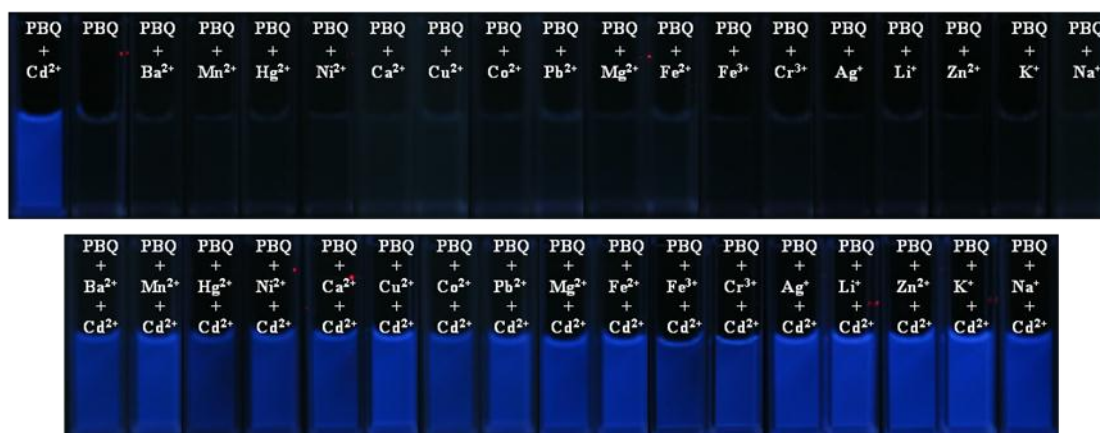 PBQ PBQ PBQ PBQ PBQ PBQ PBQ PBQ PBQ PBQ PBQ PBQ PBQ PBQ PBQ PBQ PBQ PBQ PBQ
+ + + + + + + + + + + + + + + + + +
Cd²⁺ Ba²⁺ Mn²⁺ Hg²⁺ Ni²⁺ Ca²⁺ Cu²⁺ Co²⁺ Pb²⁺ Mg²⁺ Fe²⁺ Fe³⁺ Cr³⁺ Ag⁺ Li⁺ Zn²⁺ K⁺ Na⁺
PBQ PBQ PBQ PBQ PBQ PBQ PBQ PBQ PBQ PBQ PBQ PBQ PBQ PBQ PBQ PBQ PBQ
+ + + + + + + + + + + + + + + + +
Ba²⁺ Mn²⁺ Hg²⁺ Ni²⁺ Ca²⁺ Cu²⁺ Co²⁺ Pb²⁺ Mg²⁺ Fe²⁺ Fe³⁺ Cr³⁺ Ag⁺ Li⁺ Zn²⁺ K⁺ Na⁺
+ + + + + + + + + + + + + + + + +
Cd²⁺ Cd²⁺ Cd²⁺ Cd²⁺ Cd²⁺ Cd²⁺ Cd²⁺ Cd²⁺ Cd²⁺ Cd²⁺ Cd²⁺ Cd²⁺ Cd²⁺ Cd²⁺ Cd²⁺ Cd²⁺ Cd²⁺